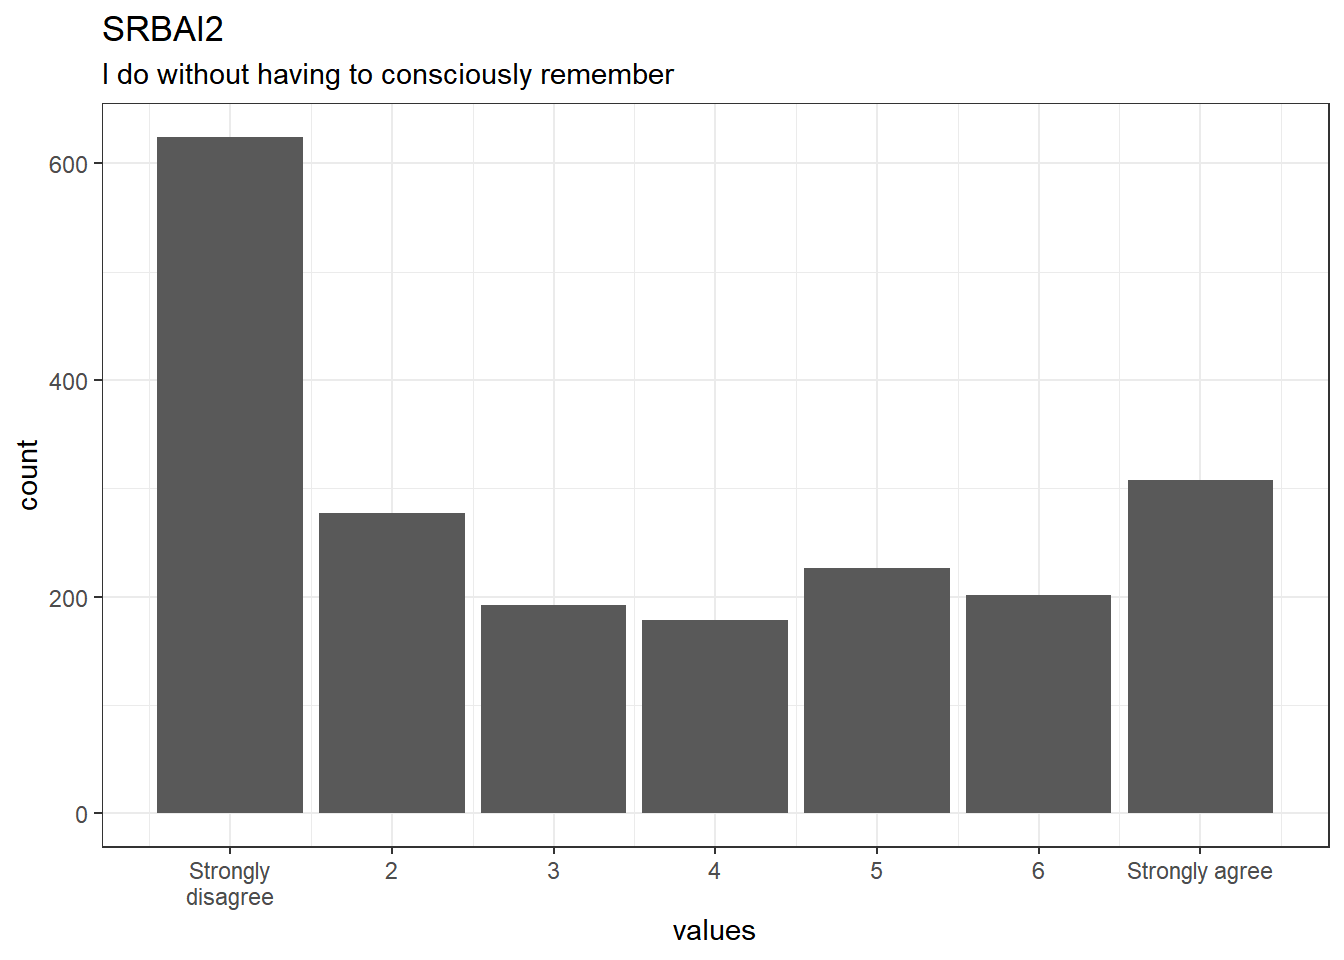 SRBAI2
I do without having to consciously remember
count
600
400
200
0
Strongly
disagree
2
3
4
5
6
Strongly agree
values